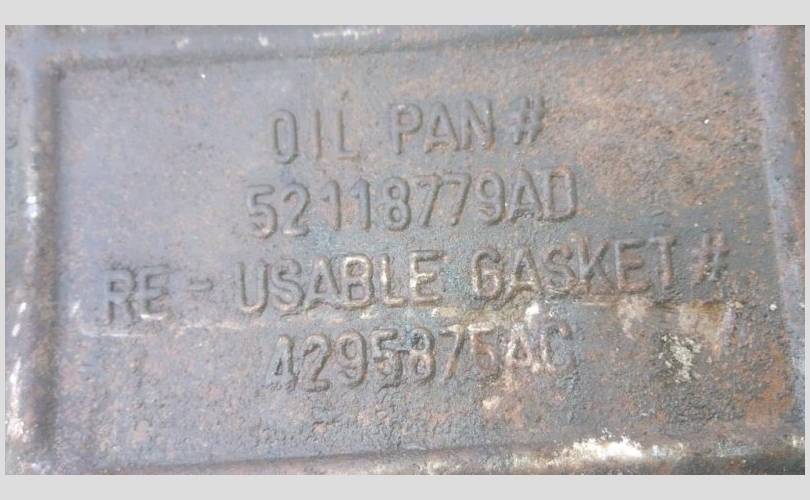 OIL PAN #
52118779AD
RE - USABLE GASKET #
4295875AC